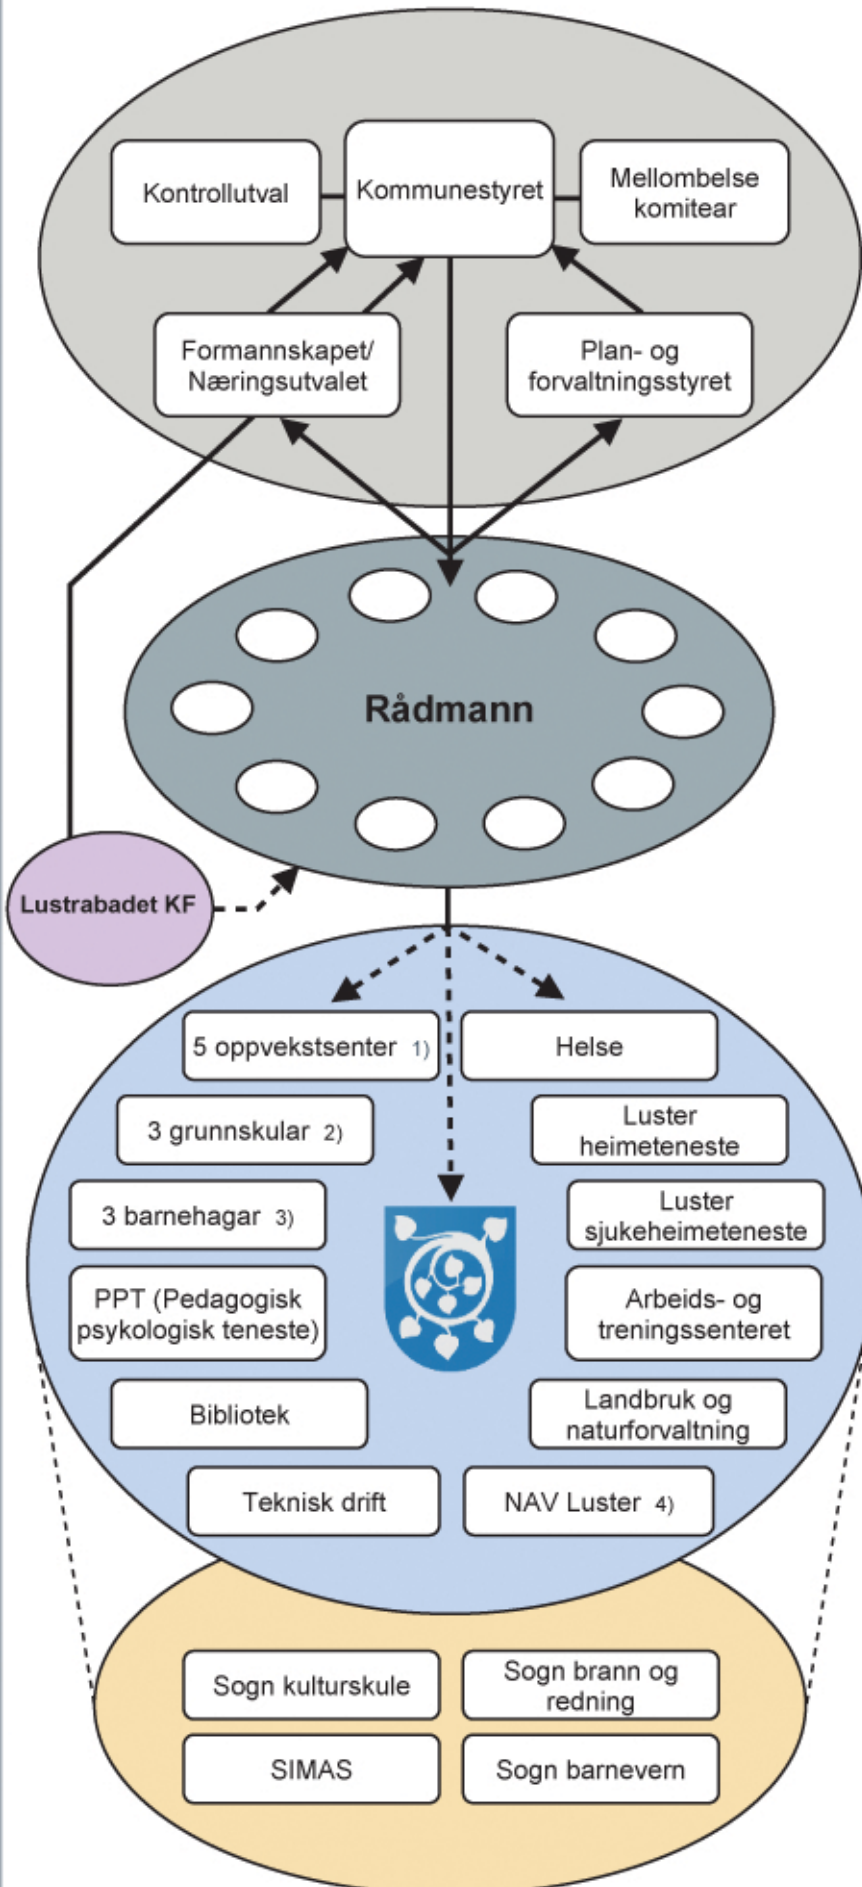 Kontrollutval
Kommunestyret
Mellombelse
komitear
Formannskapet/
Næringsutvalet
Plan- og
forvaltningsstyret
Rådmann
Lustrabadet KF
5 oppvekstsenter 1)
Helse
3 grunnskular 2)
Luster
heimeteneste
3 barnehagar 3)
Luster
sjukeheimeteneste
PPT (Pedagogisk
psykologisk teneste)
Arbeids- og
treningssenteret
Bibliotek
Landbruk og
naturforvaltning
Teknisk drift
NAV Luster 4)
Sogn kulturskule
Sogn brann og
redning
SIMAS
Sogn barnevern